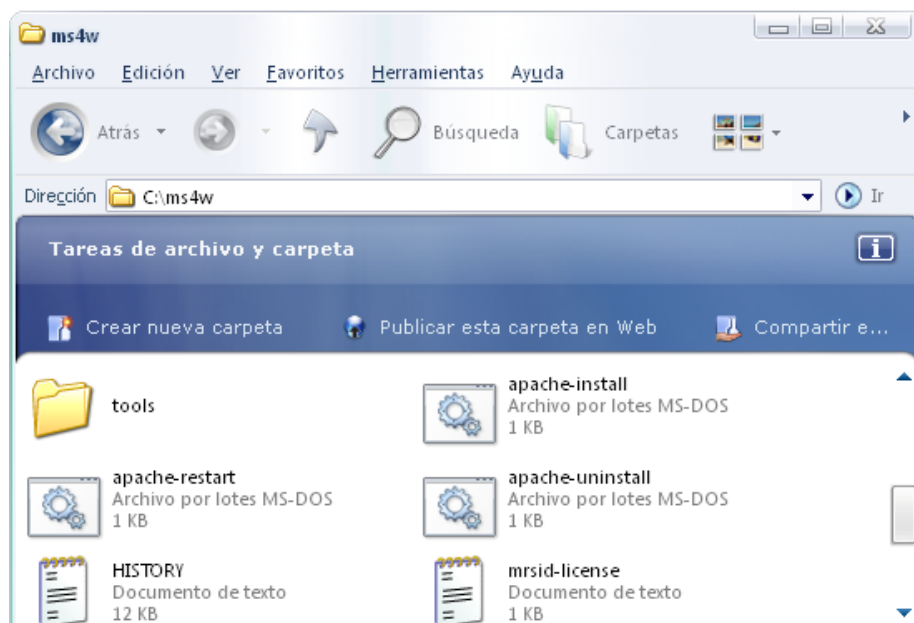 ms4w
Archivo Edición Ver Favoritos Herramientas Ayuda
Atrás Búsqueda Carpetas
Dirección C:\ms4w Ir
Tareas de archivo y carpeta
Crear nueva carpeta Publicar esta carpeta en Web Compartir e...
tools
apache-install
Archivo por lotes MS-DOS
1 KB
apache-restart
Archivo por lotes MS-DOS
1 KB
apache-uninstall
Archivo por lotes MS-DOS
1 KB
HISTORY
Documento de texto
12 KB
mrsid-license
Documento de texto
1 KB